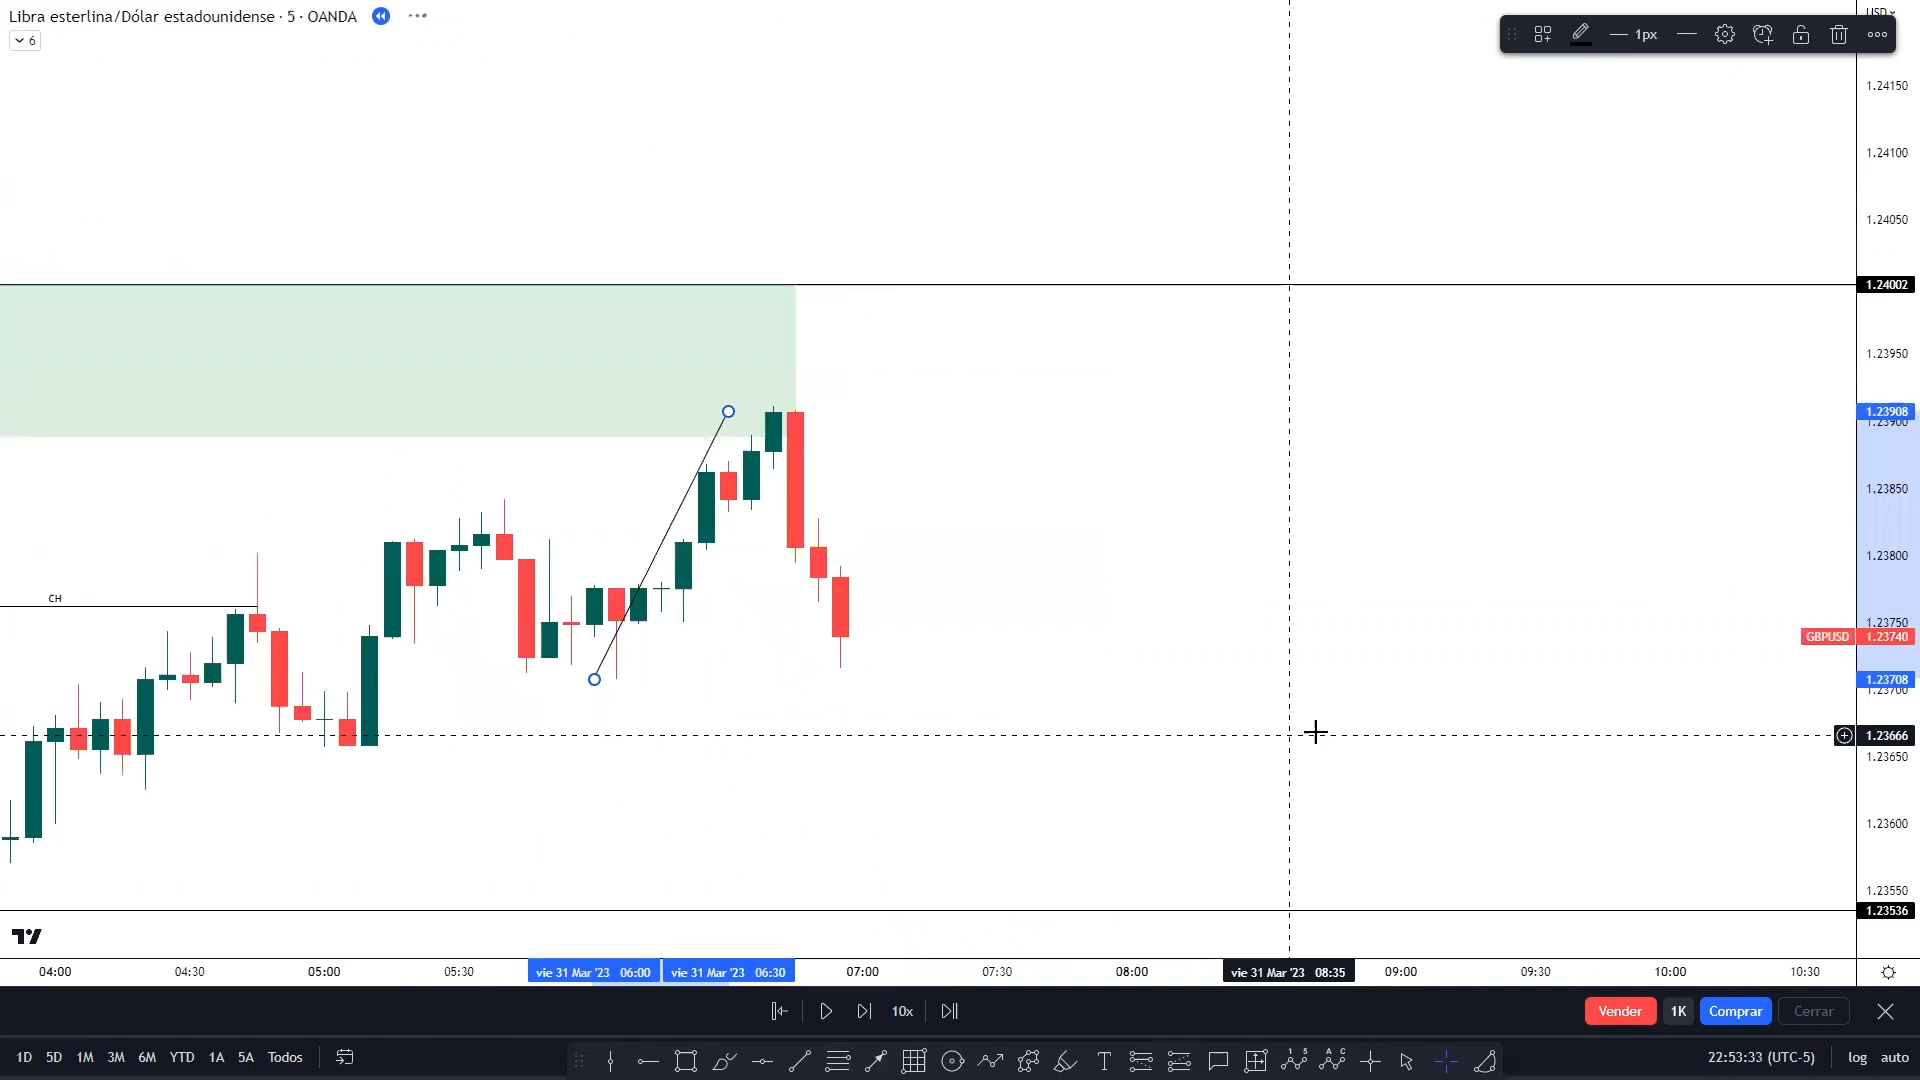 Libra esterlina/Dólar estadounidense · 5 · OANDA
6
1px
1.24150
1.24100
1.24050
1.24002
1.23950
1.23908
1.23900
1.23850
1.23800
1.23750
GBPUSD 1.23740
1.23708
1.23700
1.23666
1.23650
1.23600
1.23550
1.23536
CH
04:00 04:30 05:00 05:30 vie 31 Mar '23 06:00 vie 31 Mar '23 06:30 07:00 07:30 08:00 vie 31 Mar '23 08:35 09:00 09:30 10:00 10:30
10x
Vender 1K Comprar Cerrar
1D 5D 1M 3M 6M YTD 1A 5A Todos
22:53:33 (UTC-5) log auto